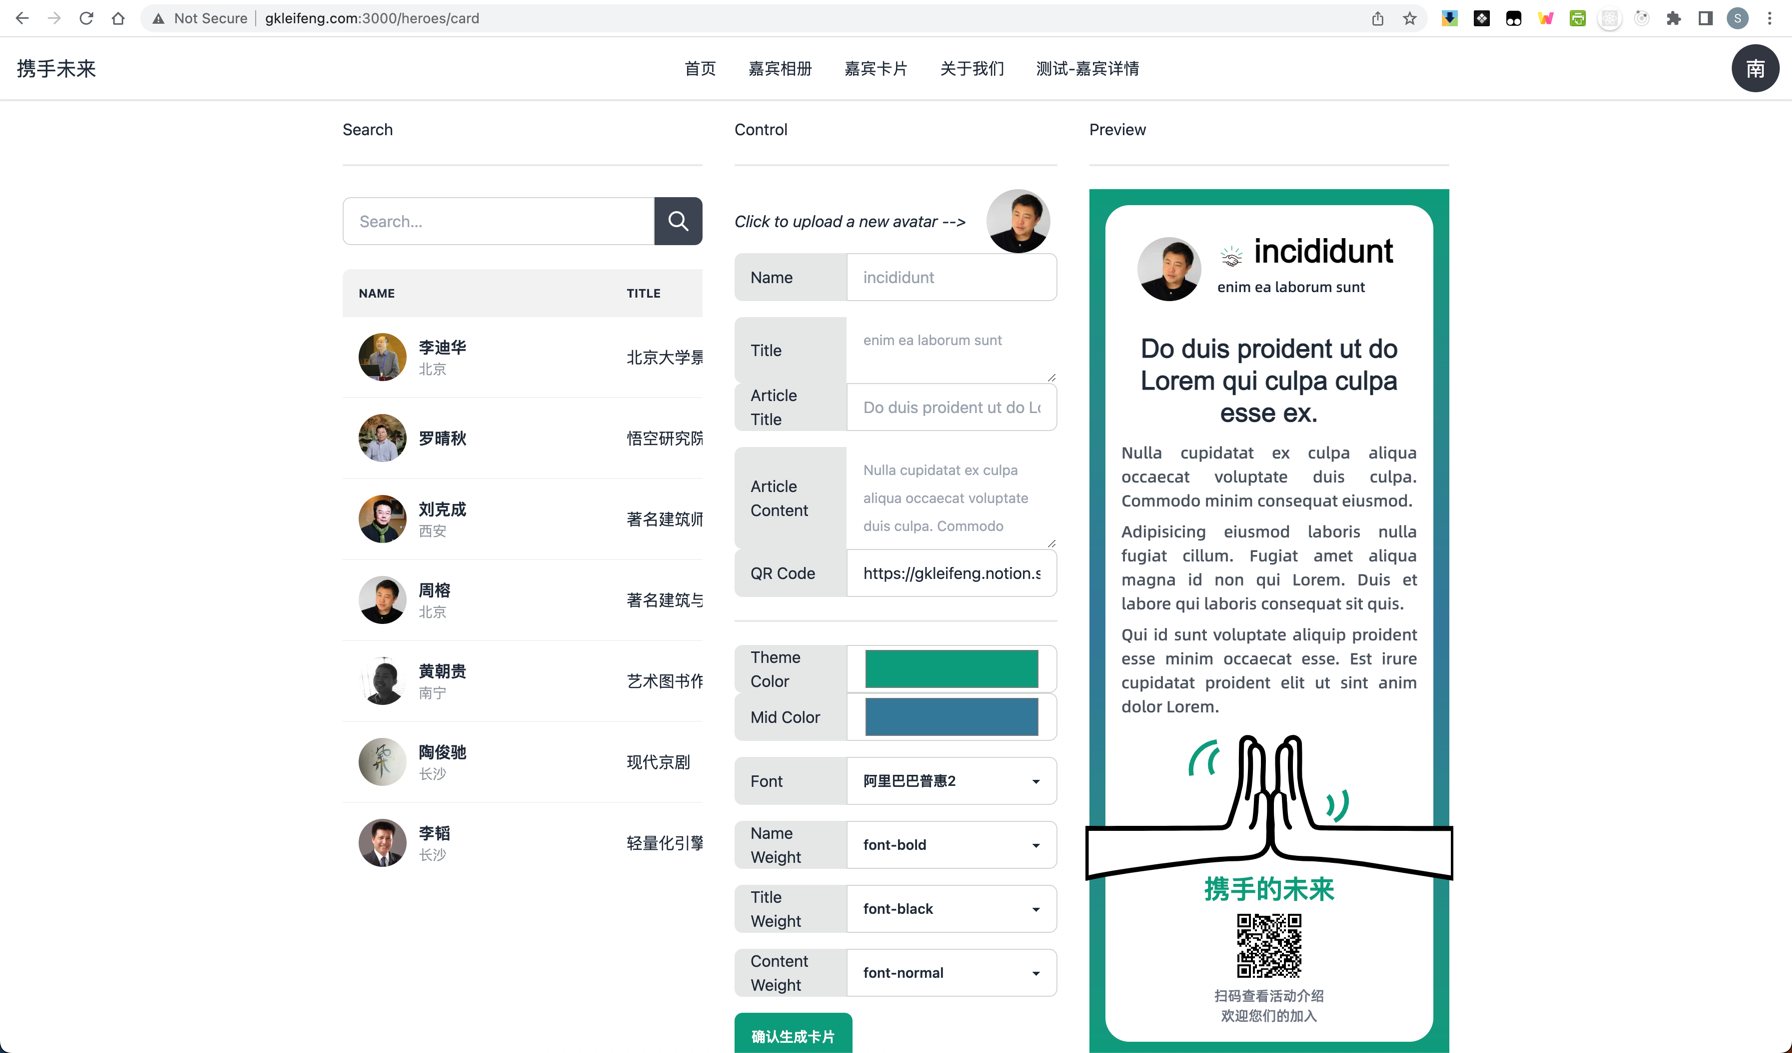 Not Secure
gkleifeng.com:3000/heroes/card
S
携手未来
首页
嘉宾相册
嘉宾卡片
关于我们
测试-嘉宾详情
南
Search
Search...
NAME
TITLE
李迪华
北京
北京大学景
罗晴秋
悟空研究院
刘克成
西安
著名建筑师
周榕
北京
著名建筑与
黄朝贵
南宁
艺术图书作
陶俊驰
长沙
现代京剧
李韬
长沙
轻量化引擎
Control
Click to upload a new avatar -->
Name
incididunt
Title
enim ea laborum sunt
Article
Title
Do duis proident ut do Lo
Article
Content
Nulla cupidatat ex culpa
aliqua occaecat voluptate
duis culpa. Commodo
QR Code
https://gkleifeng.notion.s
Theme
Color
Mid Color
Font
阿里巴巴普惠2
Name
Weight
font-bold
Title
Weight
font-black
Content
Weight
font-normal
确认生成卡片
Preview
incididunt
enim ea laborum sunt
Do duis proident ut do
Lorem qui culpa culpa
esse ex.
Nulla cupidatat ex culpa aliqua
occaecat voluptate duis culpa.
Commodo minim consequat eiusmod.
Adipisicing eiusmod laboris nulla
fugiat cillum. Fugiat amet aliqua
magna id non qui Lorem. Duis et
labore qui laboris consequat sit quis.
Qui id sunt voluptate aliquip proident
esse minim occaecat esse. Est irure
cupidatat proident elit ut sint anim
dolor Lorem.
携手的未来
扫码查看活动介绍
欢迎您们的加入